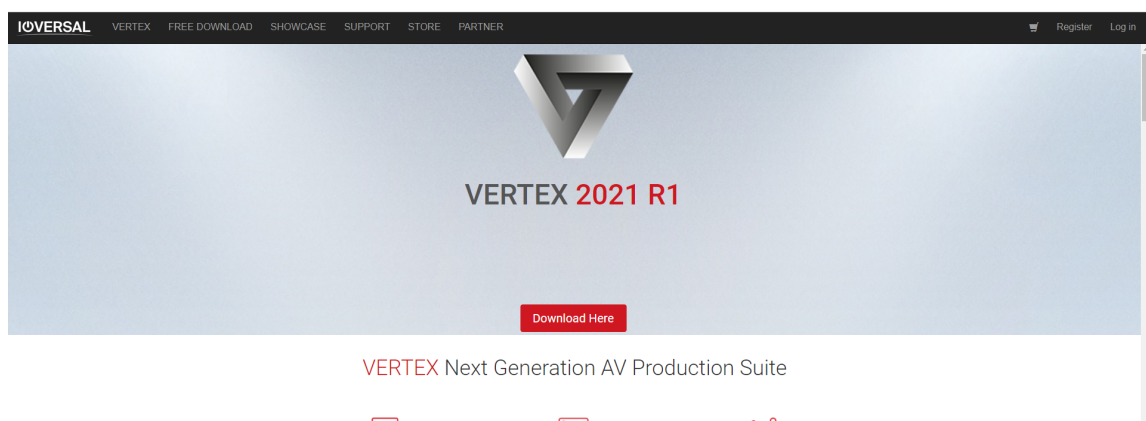 IOVERSAL VERTEX FREE DOWNLOAD SHOWCASE SUPPORT STORE PARTNER Register Log in
VERTEX 2021 R1
Download Here
VERTEX Next Generation AV Production Suite